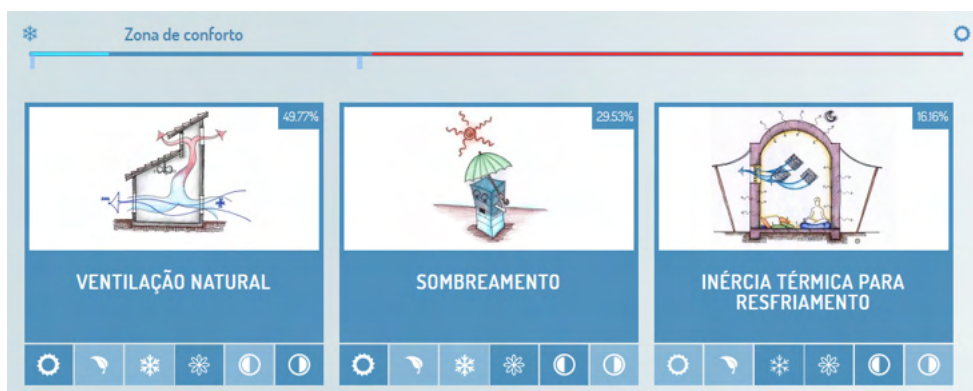 Zona de conforto
49.77%
VENTILAÇÃO NATURAL
29.53%
SOMBREAMENTO
16.16%
INÉRCIA TÉRMICA PARA
RESFRIAMENTO